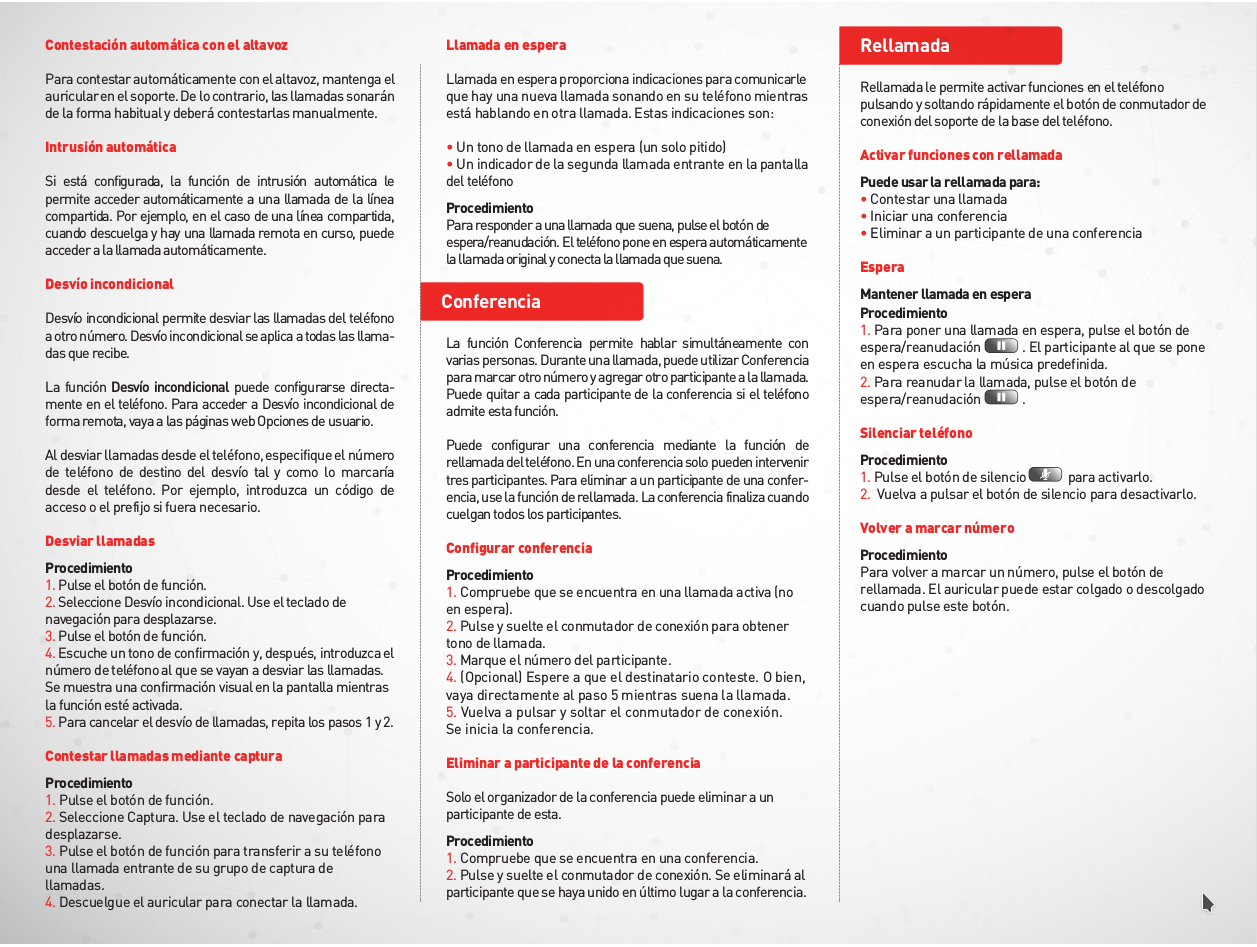 Contestación automática con el altavoz
Para contestar automáticamente con el altavoz, mantenga el
auricular en el soporte. De lo contrario, las llamadas sonarán
de la forma habitual y deberá contestarlas manualmente.
Intrusión automática
Si está configurada, la función de intrusión automática le
permite acceder automáticamente a una llamada de la línea
compartida. Por ejemplo, en el caso de una línea compartida,
cuando descuelga y hay una llamada remota en curso, puede
acceder a la llamada automáticamente.
Desvío incondicional
Desvío incondicional permite desviar las llamadas del teléfono
a otro número. Desvío incondicional se aplica a todas las llama-
das que recibe.
La función Desvío incondicional puede configurarse directa-
mente en el teléfono. Para acceder a Desvío incondicional de
forma remota, vaya a las páginas web Opciones de usuario.
Al desviar llamadas desde el teléfono, especifique el número
de teléfono de destino del desvío tal y como lo marcaría
desde el teléfono. Por ejemplo, introduzca un código de
acceso o el prefijo si fuera necesario.
Desviar llamadas
Procedimiento
1. Pulse el botón de función.
2. Seleccione Desvío incondicional. Use el teclado de
navegación para desplazarse.
3. Pulse el botón de función.
4. Escuche un tono de confirmación y, después, introduzca el
número de teléfono al que se vayan a desviar las llamadas.
Se muestra una confirmación visual en la pantalla mientras
la función esté activada.
5. Para cancelar el desvío de llamadas, repita los pasos 1 y 2.
Contestar llamadas mediante captura
Procedimiento
1. Pulse el botón de función.
2. Seleccione Captura. Use el teclado de navegación para
desplazarse.
3. Pulse el botón de función para transferir a su teléfono
una llamada entrante de su grupo de captura de
llamadas.
4. Descuelgue el auricular para conectar la llamada.
Llamada en espera
Llamada en espera proporciona indicaciones para comunicarle
que hay una nueva llamada sonando en su teléfono mientras
está hablando en otra llamada. Estas indicaciones son:
• Un tono de llamada en espera (un solo pitido)
• Un indicador de la segunda llamada entrante en la pantalla
del teléfono
Procedimiento
Para responder a una llamada que suena, pulse el botón de
espera/reanudación. El teléfono pone en espera automáticamente
la llamada original y conecta la llamada que suena.
Conferencia
La función Conferencia permite hablar simultáneamente con
varias personas. Durante una llamada, puede utilizar Conferencia
para marcar otro número y agregar otro participante a la llamada.
Puede quitar a cada participante de la conferencia si el teléfono
admite esta función.
Puede configurar una conferencia mediante la función de
rellamada del teléfono. En una conferencia solo pueden intervenir
tres participantes. Para eliminar a un participante de una confer-
encia, use la función de rellamada. La conferencia finaliza cuando
cuelgan todos los participantes.
Configurar conferencia
Procedimiento
1. Compruebe que se encuentra en una llamada activa (no
en espera).
2. Pulse y suelte el conmutador de conexión para obtener
tono de llamada.
3. Marque el número del participante.
4. (Opcional) Espere a que el destinatario conteste. O bien,
vaya directamente al paso 5 mientras suena la llamada.
5. Vuelva a pulsar y soltar el conmutador de conexión.
Se inicia la conferencia.
Eliminar a participante de la conferencia
Solo el organizador de la conferencia puede eliminar a un
participante de esta.
Procedimiento
1. Compruebe que se encuentra en una conferencia.
2. Pulse y suelte el conmutador de conexión. Se eliminará al
participante que se haya unido en último lugar a la conferencia.
Rellamada
Rellamada le permite activar funciones en el teléfono
pulsando y soltando rápidamente el botón de conmutador de
conexión del soporte de la base del teléfono.
Activar funciones con rellamada
Puede usar la rellamada para:
• Contestar una llamada
• Iniciar una conferencia
• Eliminar a un participante de una conferencia
Espera
Mantener llamada en espera
Procedimiento
1. Para poner una llamada en espera, pulse el botón de
espera/reanudación . El participante al que se pone
en espera escucha la música predefinida.
2. Para reanudar la llamada, pulse el botón de
espera/reanudación .
Silenciar teléfono
Procedimiento
1. Pulse el botón de silencio para activarlo.
2. Vuelva a pulsar el botón de silencio para desactivarlo.
Volver a marcar número
Procedimiento
Para volver a marcar un número, pulse el botón de
rellamada. El auricular puede estar colgado o descolgado
cuando pulse este botón.